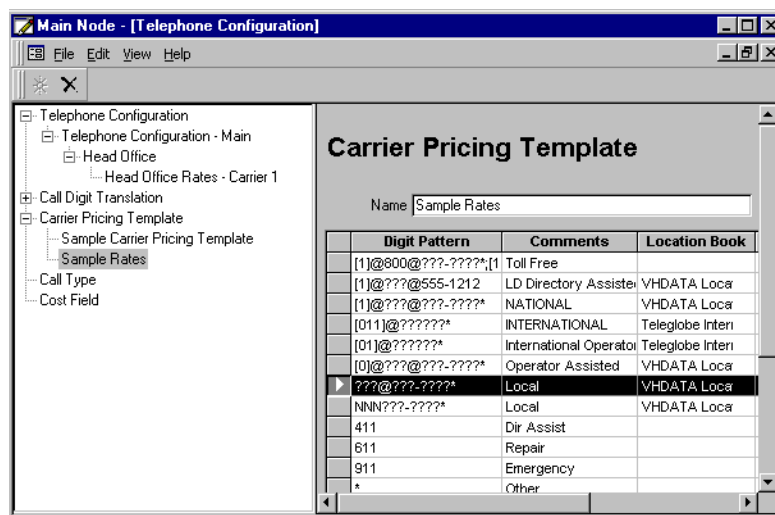 Main Node - [Telephone Configuration]
File Edit View Help
Telephone Configuration
Telephone Configuration - Main
Head Office
Head Office Rates - Carrier 1
Call Digit Translation
Carrier Pricing Template
Sample Carrier Pricing Template
Sample Rates
Call Type
Cost Field
Carrier Pricing Template
Name Sample Rates
Digit Pattern Comments Location Book
[1]@800@???-????*;[1 Toll Free
[1]@???@555-1212 LD Directory Assiste VHDATA Loca
[1]@???@???-????* NATIONAL VHDATA Loca
[011]@??????* INTERNATIONAL Teleglobe Intern
[01]@??????* International Operator Teleglobe Intern
[0]@???@???-????* Operator Assisted VHDATA Loca
???@???-????* Local VHDATA Loca
NNN???-????* Local VHDATA Loca
411 Dir Assist
611 Repair
911 Emergency
* Other